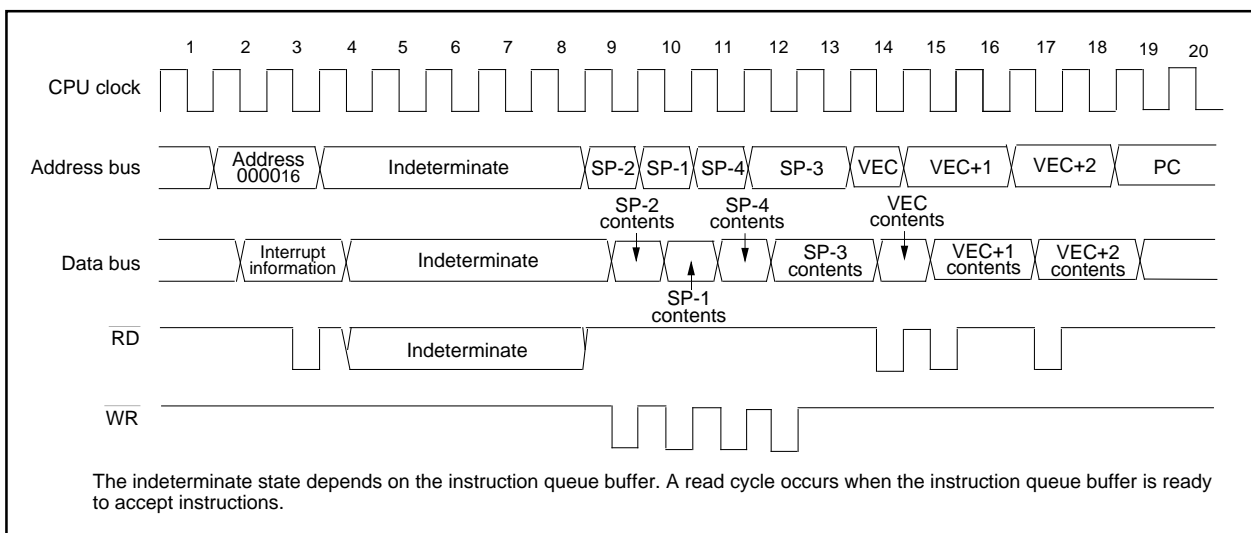 1 2 3 4 5 6 7 8 9 10 11 12 13 14 15 16 17 18 19 20
CPU clock
Address bus
Address
000016
Indeterminate
SP-2
SP-1
SP-4
SP-3
VEC
VEC+1
VEC+2
PC
SP-2
contents
SP-4
contents
VEC
contents
Data bus
Interrupt
information
Indeterminate
SP-3
contents
VEC+1
contents
VEC+2
contents
SP-1
contents
RD
Indeterminate
WR
The indeterminate state depends on the instruction queue buffer. A read cycle occurs when the instruction queue buffer is ready
to accept instructions.